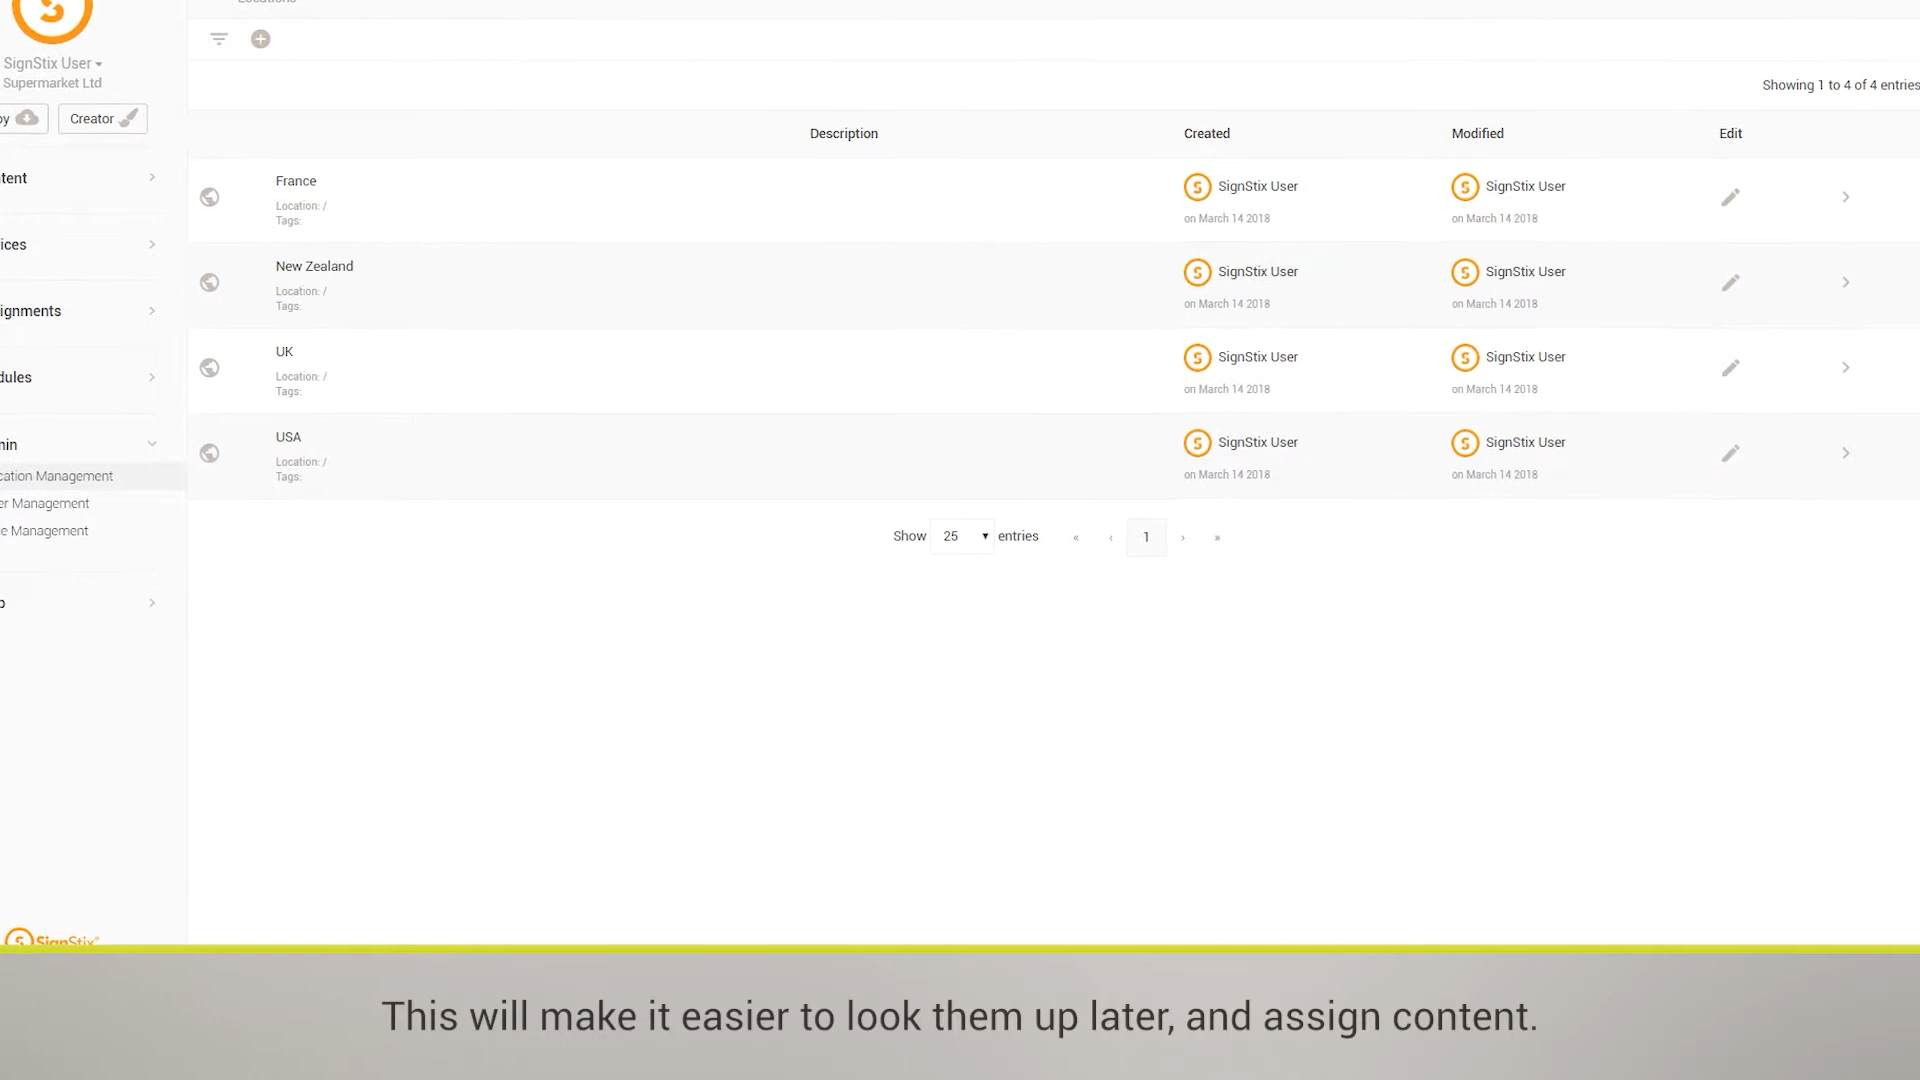 Locations
Showing 1 to 4 of 4 entries
SignStix User
Supermarket Ltd
Creator
Description Created Modified Edit
France
Location: /
Tags:
SignStix User
on March 14 2018
SignStix User
on March 14 2018
New Zealand
Location: /
Tags:
SignStix User
on March 14 2018
SignStix User
on March 14 2018
UK
Location: /
Tags:
SignStix User
on March 14 2018
SignStix User
on March 14 2018
USA
Location: /
Tags:
SignStix User
on March 14 2018
SignStix User
on March 14 2018
tent
ices
ignments
dules
min
cation Management
er Management
e Management
Show 25 entries « ‹ 1 › »
SignStix
This will make it easier to look them up later, and assign content.